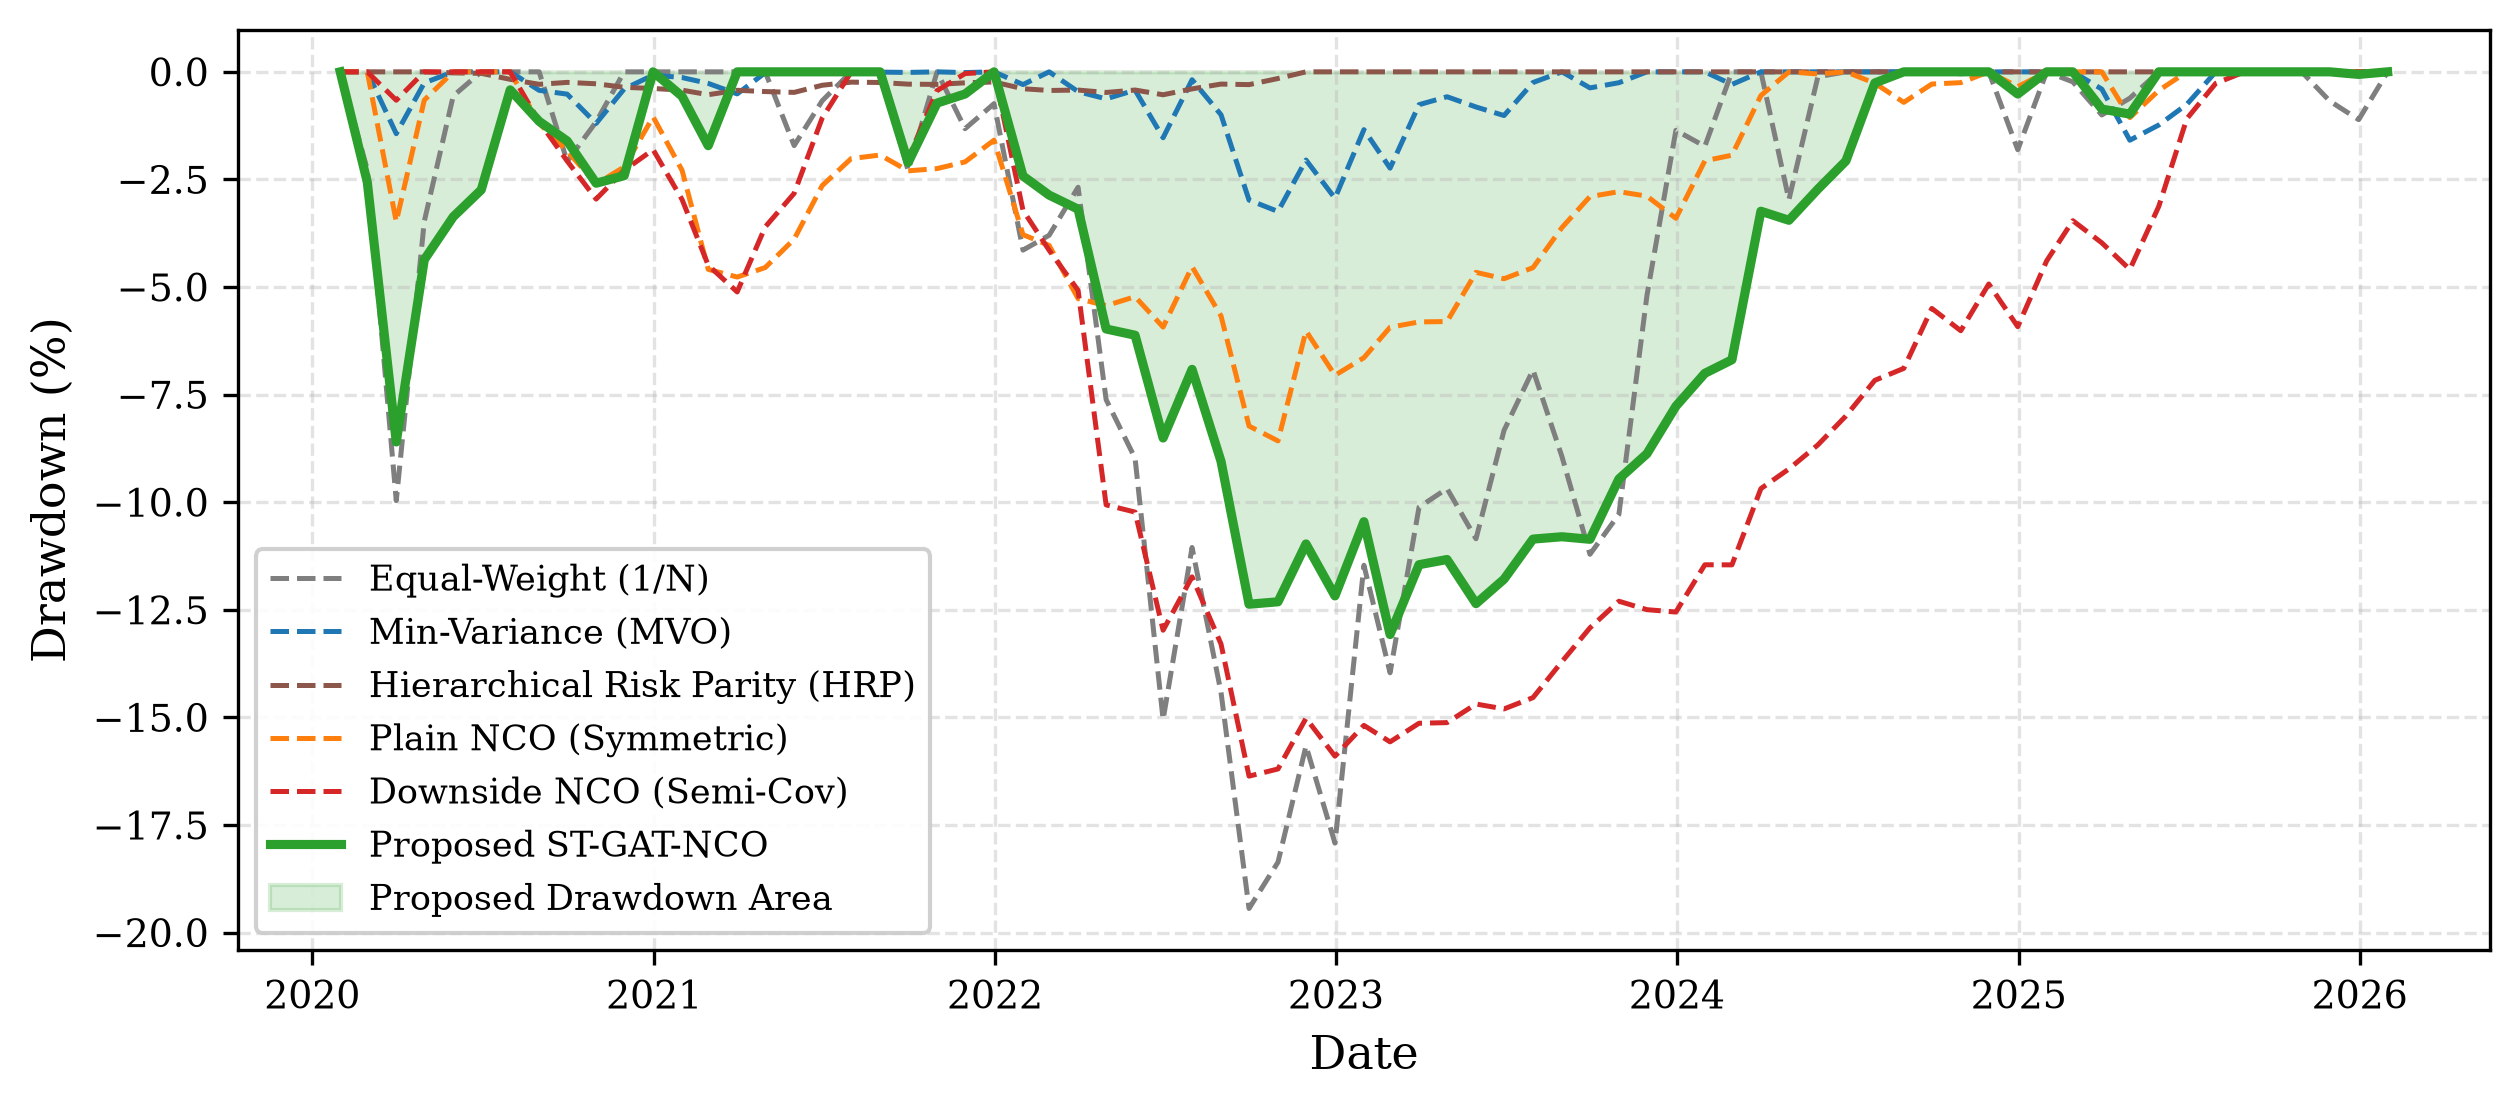 0.0
−2.5
−5.0
−7.5
−10.0
−12.5
−15.0
−17.5
−20.0
Drawdown (%)
Equal-Weight (1/N)
Min-Variance (MVO)
Hierarchical Risk Parity (HRP)
Plain NCO (Symmetric)
Downside NCO (Semi-Cov)
Proposed ST-GAT-NCO
Proposed Drawdown Area
2020 2021 2022 2023 2024 2025 2026
Date